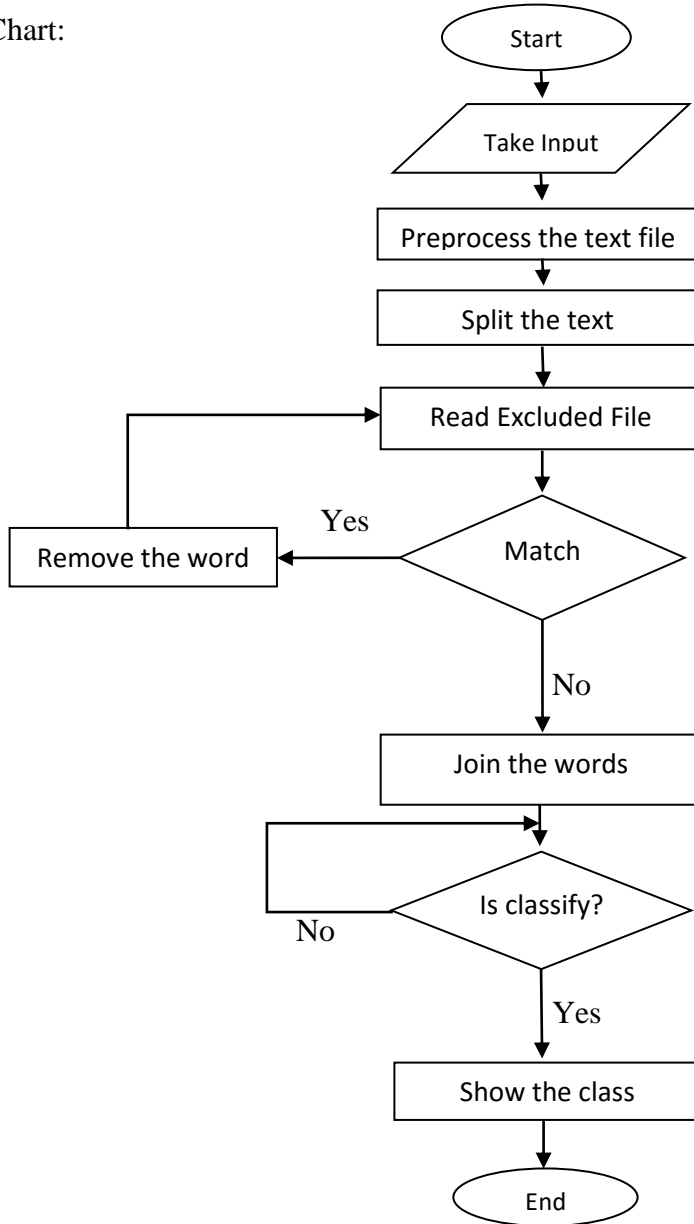 Chart:
Start
Take Input
Preprocess the text file
Split the text
Read Excluded File
Yes
Match
Remove the word
No
Join the words
Is classify?
No
Yes
Show the class
End